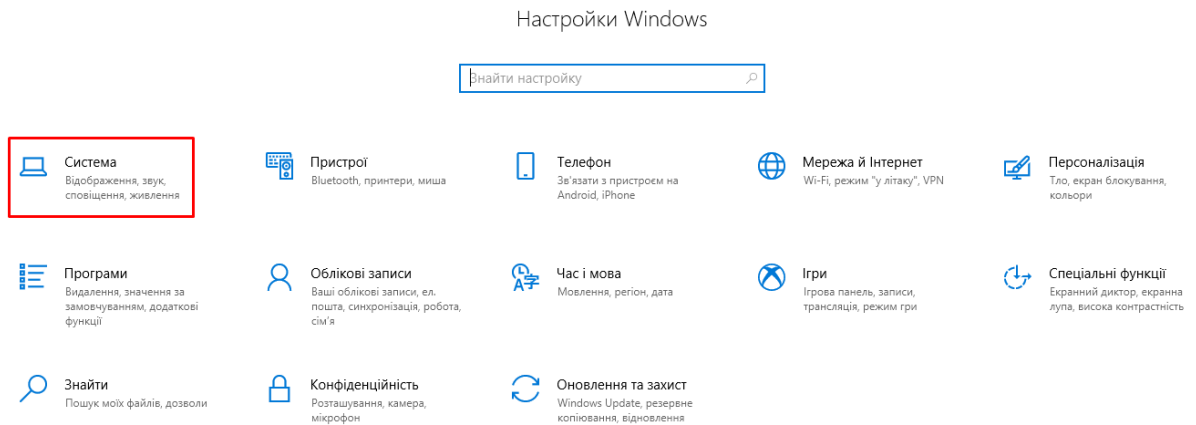 Настройки Windows
Знайти настройку
Система
Відображення, звук,
сповіщення, живлення
Пристрої
Bluetooth, принтери, миша
Телефон
Зв'язати з пристроєм на
Android, iPhone
Мережа й Інтернет
Wi-Fi, режим "у літаку", VPN
Персоналізація
Тло, екран блокування,
кольори
Програми
Видалення, значення за
замовчуванням, додаткові
функції
Облікові записи
Ваші облікові записи, ел.
пошта, синхронізація, робота,
сім'я
Час і мова
Мовлення, регіон, дата
Ігри
Ігрова панель, записи,
трансляція, режим гри
Спеціальні функції
Екранний диктор, екранна
лупа, висока контрастність
Знайти
Пошук моїх файлів, дозволи
Конфіденційність
Розташування, камера,
мікрофон
Оновлення та захист
Windows Update, резервне
копіювання, відновлення